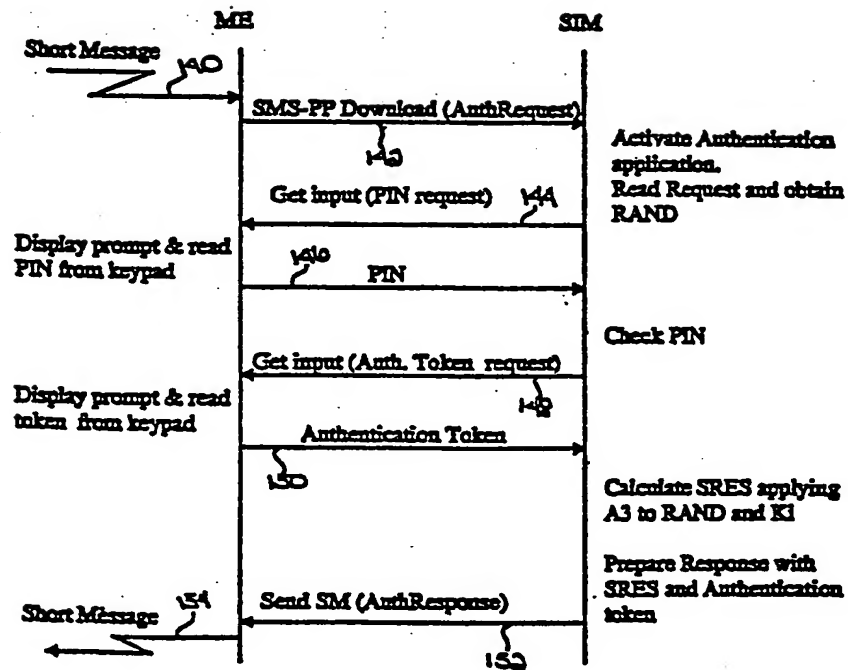 ME
SIM
Short Message
140
SMS-PP Download (AuthRequest)
142
Activate Authentication
application.
Read Request and obtain
RAND
Get input (PIN request)
144
Display prompt & read
PIN from keypad
146
PIN
Check PIN
Get input (Auth. Token request)
148
Display prompt & read
token from keypad
Authentication Token
150
Calculate SRES applying
A3 to RAND and Ki
Prepare Response with
SRES and Authentication
token
Send SM (AuthResponse)
152
Short Message
154